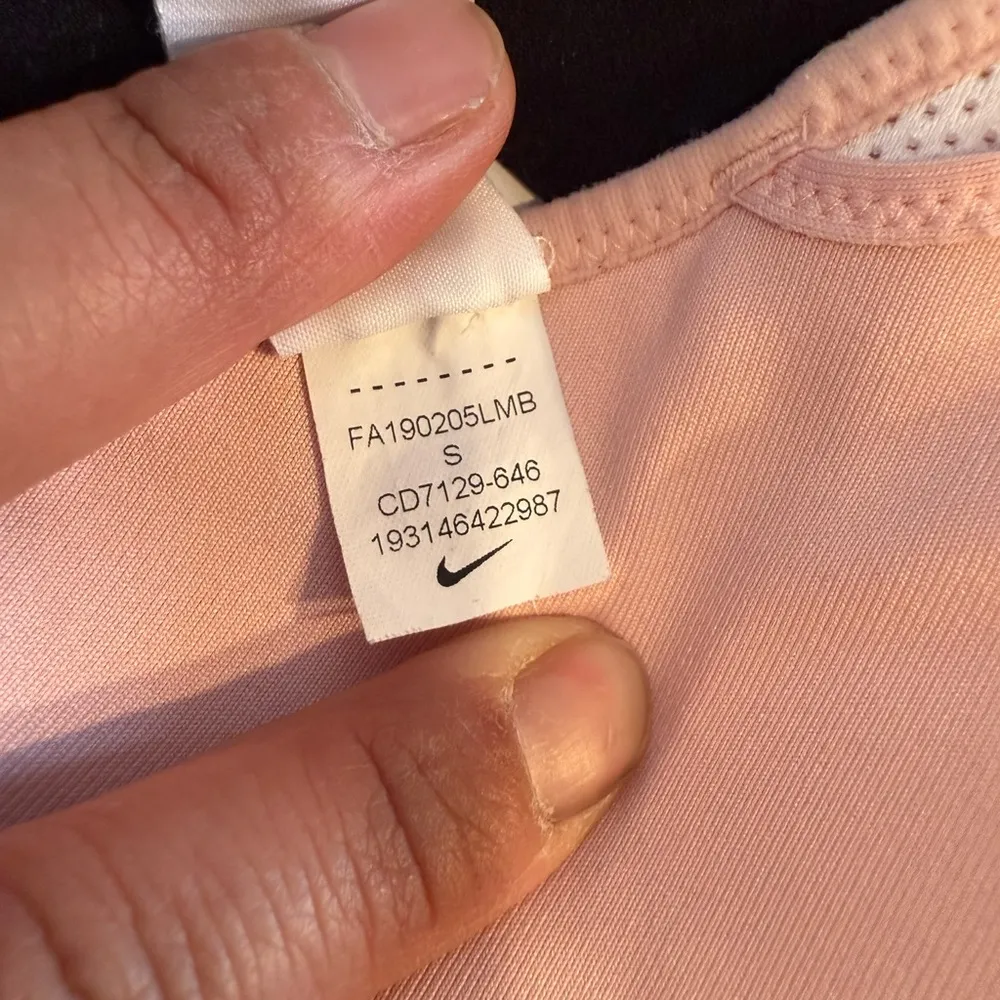 --------
FA190205LMB
S
CD7129-646
193146422987